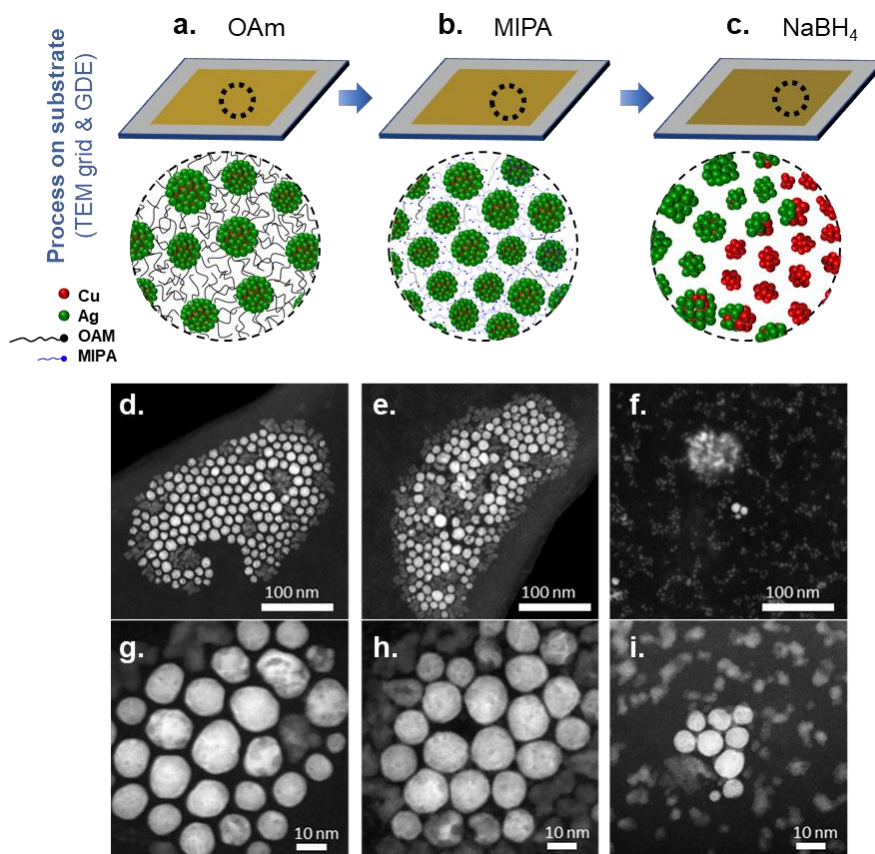 a. OAm
b. MIPA
c. NaBH₄
Process on substrate
(TEM grid & GDE)
Cu
Ag
OAM
MIPA
d.
100 nm
e.
100 nm
f.
100 nm
g.
10 nm
h.
10 nm
i.
10 nm